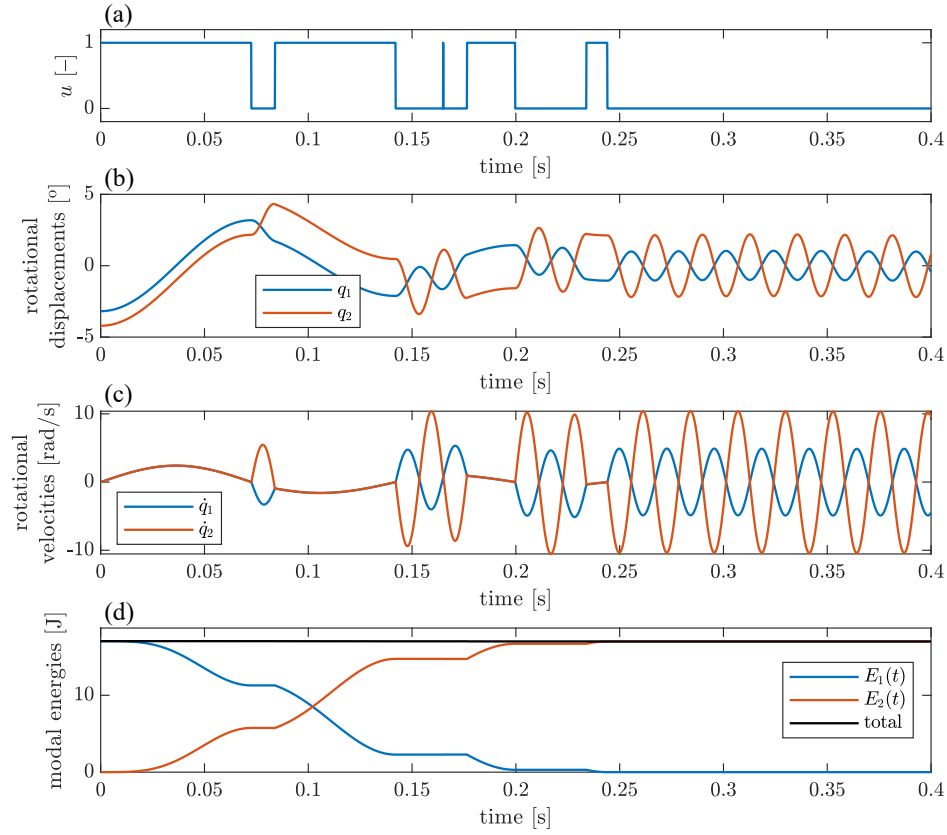 (a)
u [−]
1
0
0
0.05
0.1
0.15
0.2
0.25
0.3
0.35
0.4
time [s]
(b)
rotational
displacements [°]
5
0
-5
q₁
q₂
0
0.05
0.1
0.15
0.2
0.25
0.3
0.35
0.4
time [s]
(c)
rotational
velocities [rad/s]
10
0
-10
q̇₁
q̇₂
0
0.05
0.1
0.15
0.2
0.25
0.3
0.35
0.4
time [s]
(d)
modal energies [J]
10
0
E₁(t)
E₂(t)
total
0
0.05
0.1
0.15
0.2
0.25
0.3
0.35
0.4
time [s]